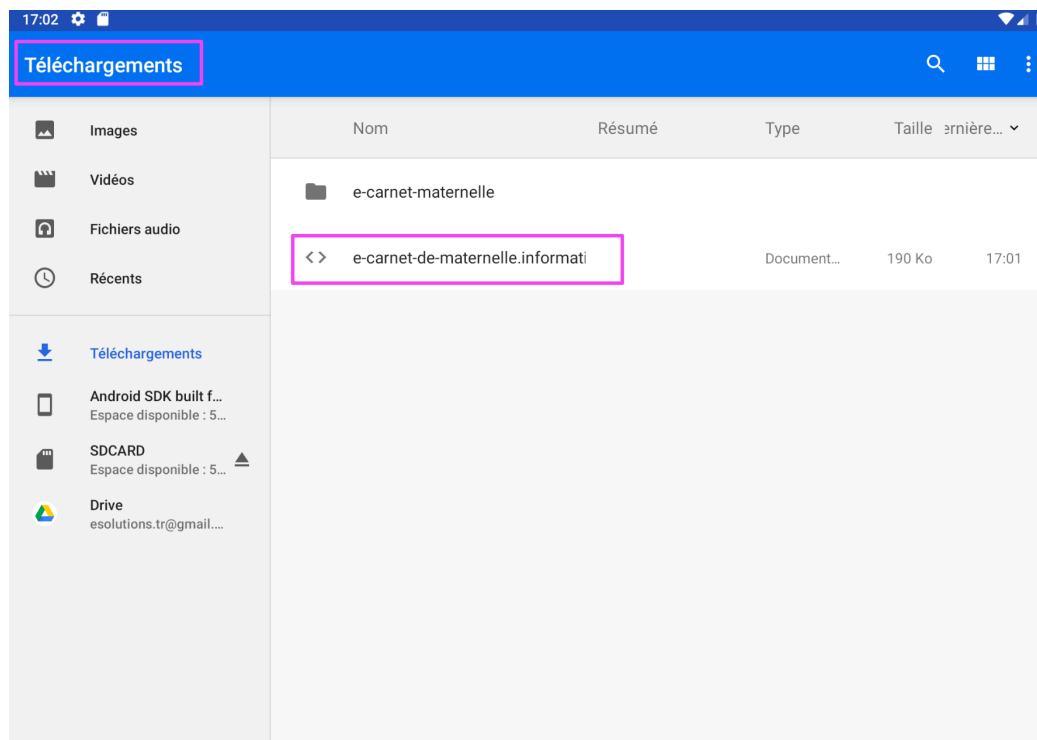 17:02
Téléchargements
Images
Vidéos
Fichiers audio
Récents
Téléchargements
Android SDK built f...
Espace disponible : 5...
SDCARD
Espace disponible : 5...
Drive
esolutions.tr@gmail....
Nom Résumé Type Taille ernière...
e-carnet-maternelle
e-carnet-de-maternelle.informati Document... 190 Ko 17:01